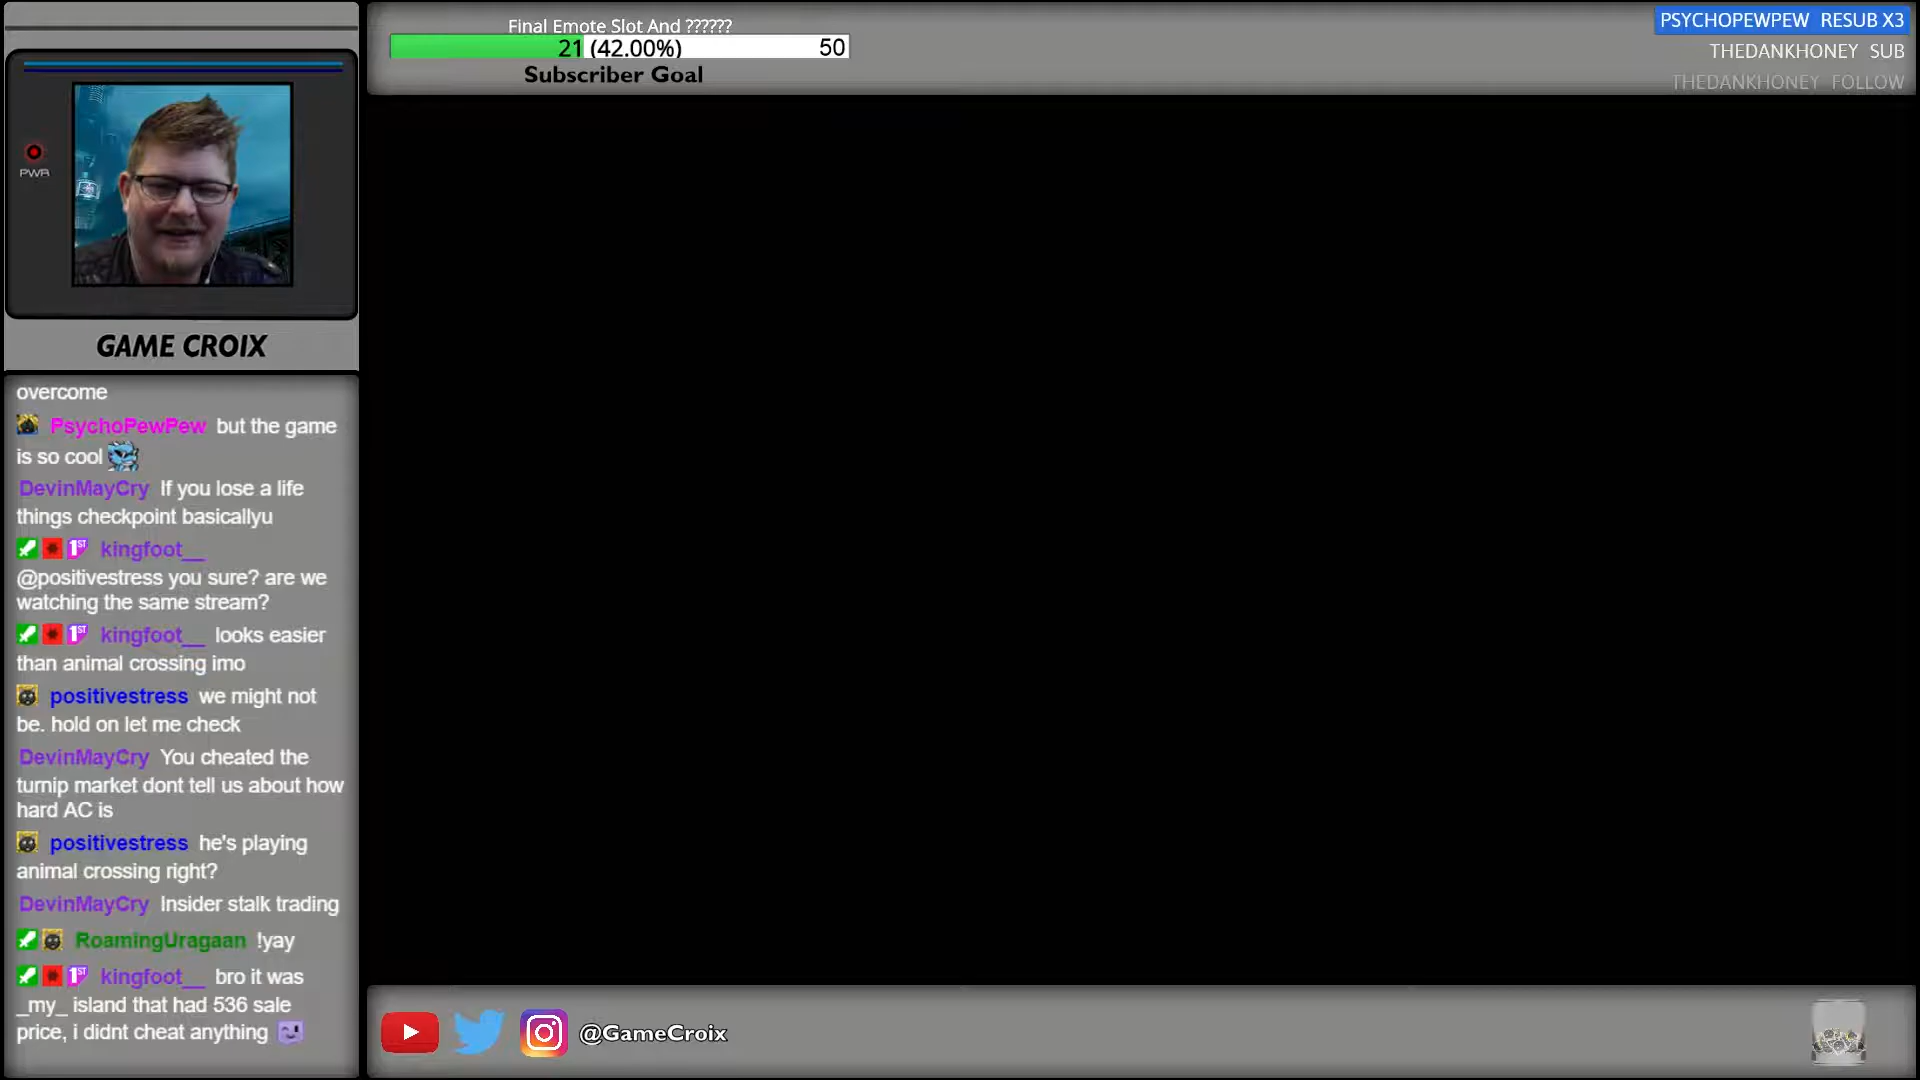 Final Emote Slot And ??????
21 (42.00%) 50
Subscriber Goal
PSYCHOPEWPEW RESUB X3
THEDANKHONEY SUB
THEDANKHONEY FOLLOW
PWR
GAME CROIX
overcome
PsychoPewPew but the game
is so cool
DevinMayCry If you lose a life
things checkpoint basicallyu
1ST kingfoot__
@positivestress you sure? are we
watching the same stream?
1ST kingfoot__ looks easier
than animal crossing imo
positivestress we might not
be. hold on let me check
DevinMayCry You cheated the
turnip market dont tell us about how
hard AC is
positivestress he's playing
animal crossing right?
DevinMayCry Insider stalk trading
RoamingUragaan !yay
1ST kingfoot__ bro it was
_my_ island that had 536 sale
price, i didnt cheat anything
@GameCroix